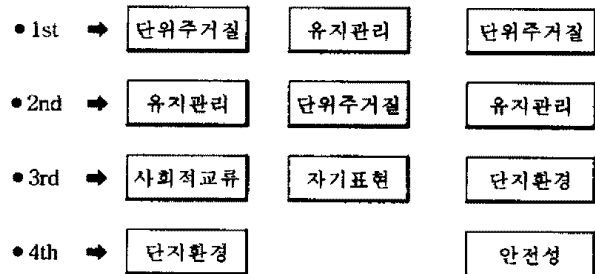 ● 1st ➡ 단위주거질 유지관리 단위주거질
● 2nd ➡ 유지관리 단위주거질 유지관리
● 3rd ➡ 사회적교류 자기표현 단지환경
● 4th ➡ 단지환경 안전성